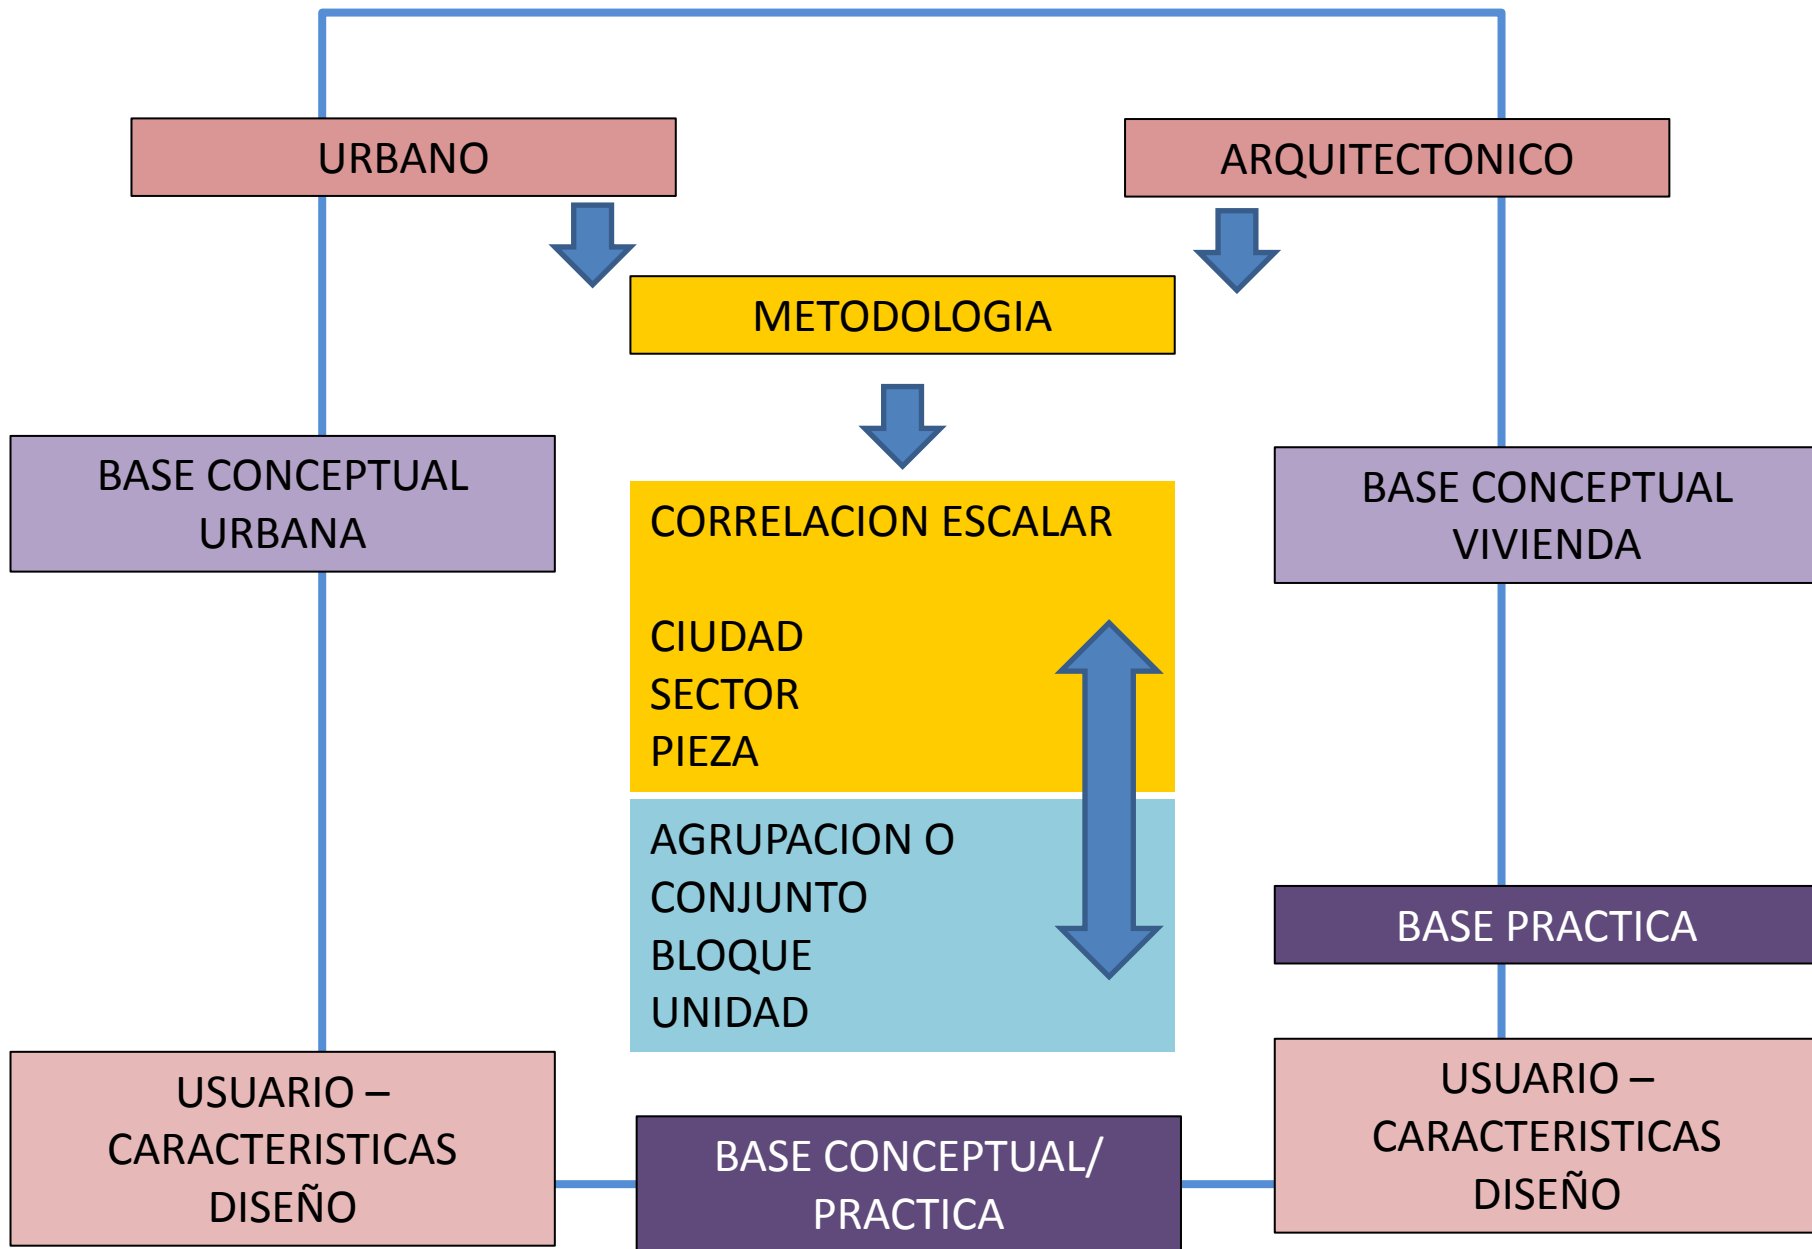 URBANO
ARQUITECTONICO
METODOLOGIA
BASE CONCEPTUAL
URBANA
CORRELACION ESCALAR
CIUDAD
SECTOR
PIEZA
BASE CONCEPTUAL
VIVIENDA
AGRUPACION O
CONJUNTO
BLOQUE
UNIDAD
BASE PRACTICA
USUARIO –
CARACTERISTICAS
DISEÑO
BASE CONCEPTUAL/
PRACTICA
USUARIO –
CARACTERISTICAS
DISEÑO